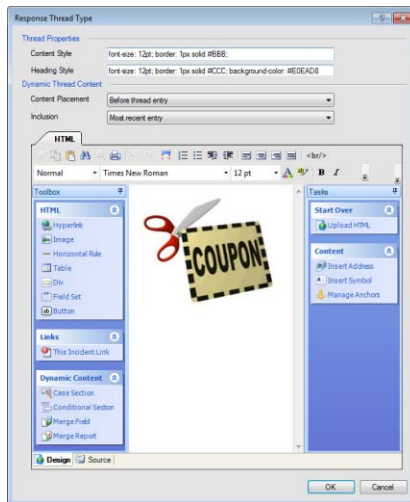 Response Thread Type
Thread Properties
Content Style font-size: 12pt; border: 1px solid #BBB;
Heading Style font-size: 12pt; border: 1px solid #CCC; background-color: #E0EAD8
Dynamic Thread Content
Content Placement Before thread entry
Inclusion Most recent entry
HTML
<br/>
Normal Times New Roman 12 pt A B I
Toolbox
HTML
Hyperlink
Image
Horizontal Rule
Table
Div
Field Set
Button
Links
This Incident Link
Dynamic Content
Case Section
Conditional Section
Merge Field
Merge Report
COUPON
Tasks
Start Over
Upload HTML
Content
Insert Address
Insert Symbol
Manage Anchors
Design Source
OK Cancel